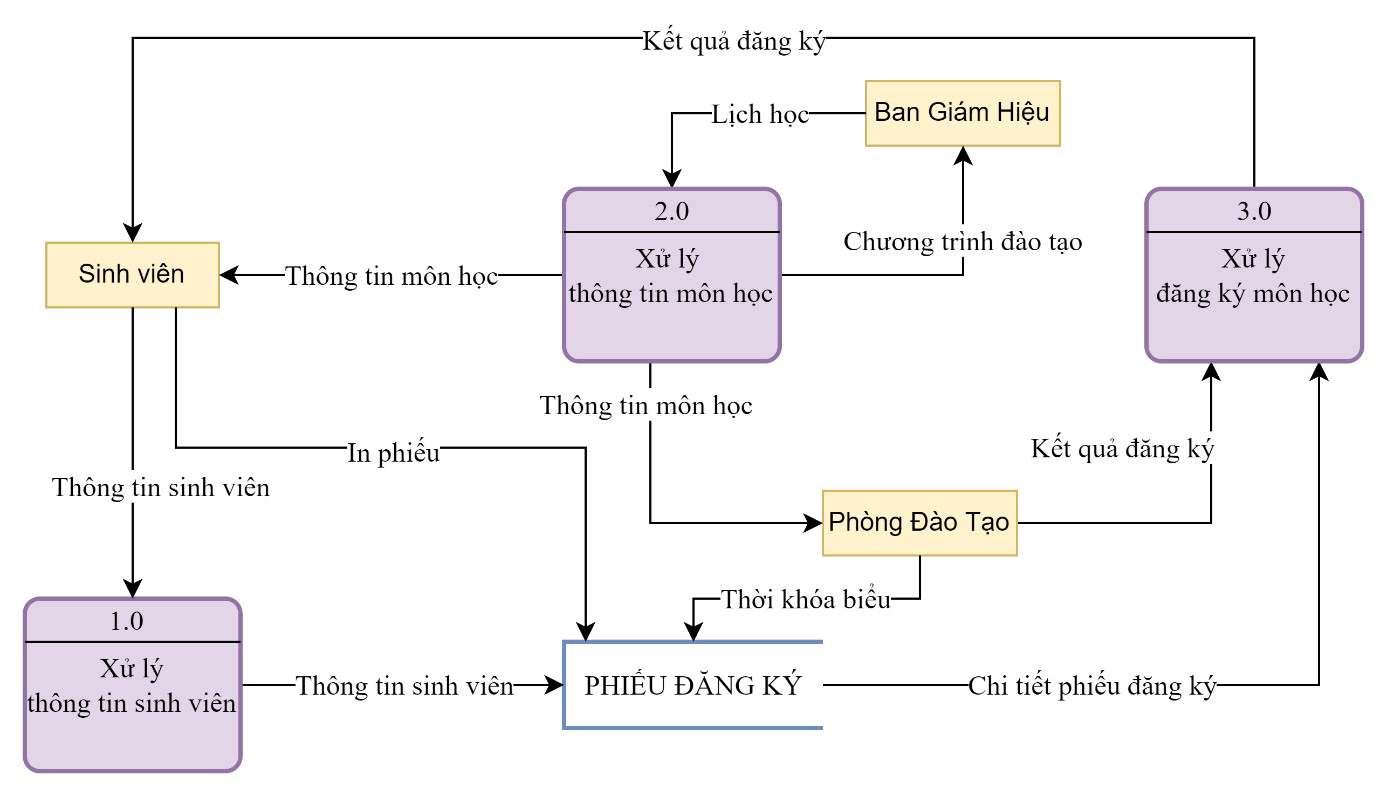 Kết quả đăng ký
Lịch học
Ban Giám Hiệu
2.0
Xử lý
thông tin môn học
3.0
Xử lý
đăng ký môn học
Chương trình đào tạo
Sinh viên
Thông tin môn học
Thông tin môn học
Kết quả đăng ký
In phiếu
Thông tin sinh viên
Phòng Đào Tạo
Thời khóa biểu
1.0
Xử lý
thông tin sinh viên
Thông tin sinh viên
PHIẾU ĐĂNG KÝ
Chi tiết phiếu đăng ký